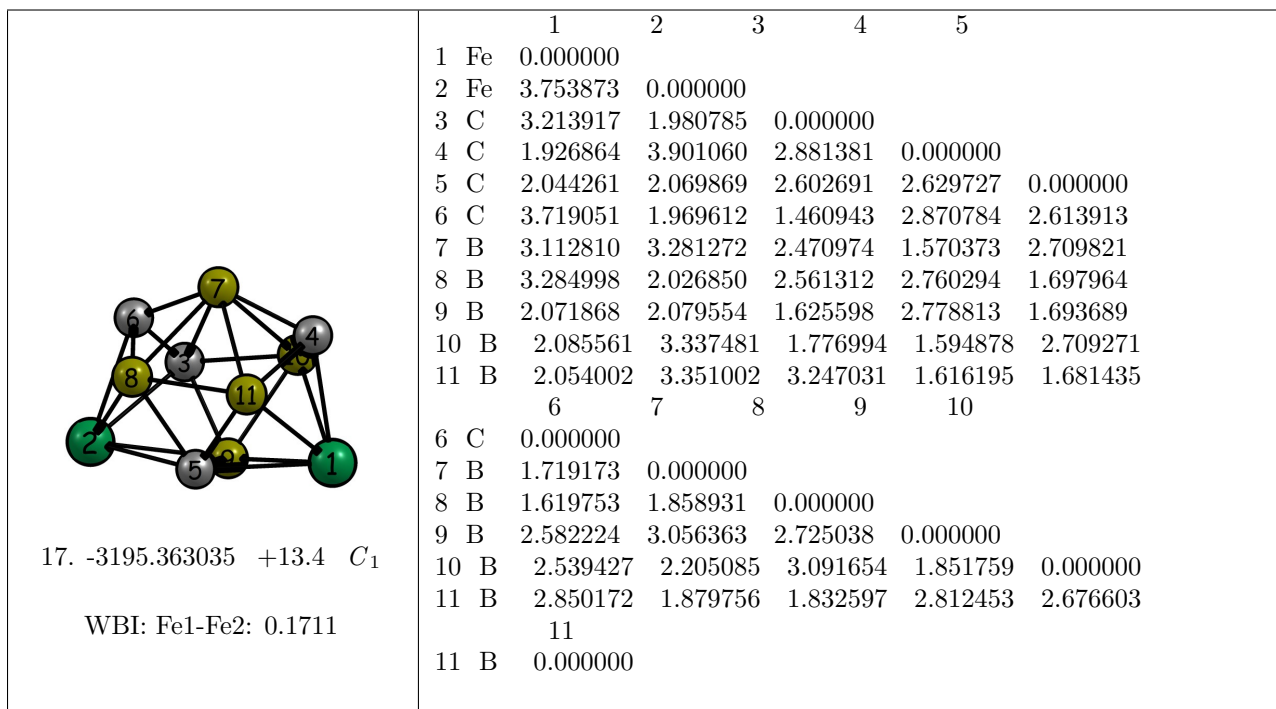 7
6
4
3
10
8
11
2
5
9
1
17. -3195.363035 +13.4 C1
WBI: Fe1-Fe2: 0.1711
1 2 3 4 5
1 Fe 0.000000
2 Fe 3.753873 0.000000
3 C 3.213917 1.980785 0.000000
4 C 1.926864 3.901060 2.881381 0.000000
5 C 2.044261 2.069869 2.602691 2.629727 0.000000
6 C 3.719051 1.969612 1.460943 2.870784 2.613913
7 B 3.112810 3.281272 2.470974 1.570373 2.709821
8 B 3.284998 2.026850 2.561312 2.760294 1.697964
9 B 2.071868 2.079554 1.625598 2.778813 1.693689
10 B 2.085561 3.337481 1.776994 1.594878 2.709271
11 B 2.054002 3.351002 3.247031 1.616195 1.681435
6 7 8 9 10
6 C 0.000000
7 B 1.719173 0.000000
8 B 1.619753 1.858931 0.000000
9 B 2.582224 3.056363 2.725038 0.000000
10 B 2.539427 2.205085 3.091654 1.851759 0.000000
11 B 2.850172 1.879756 1.832597 2.812453 2.676603
11
11 B 0.000000